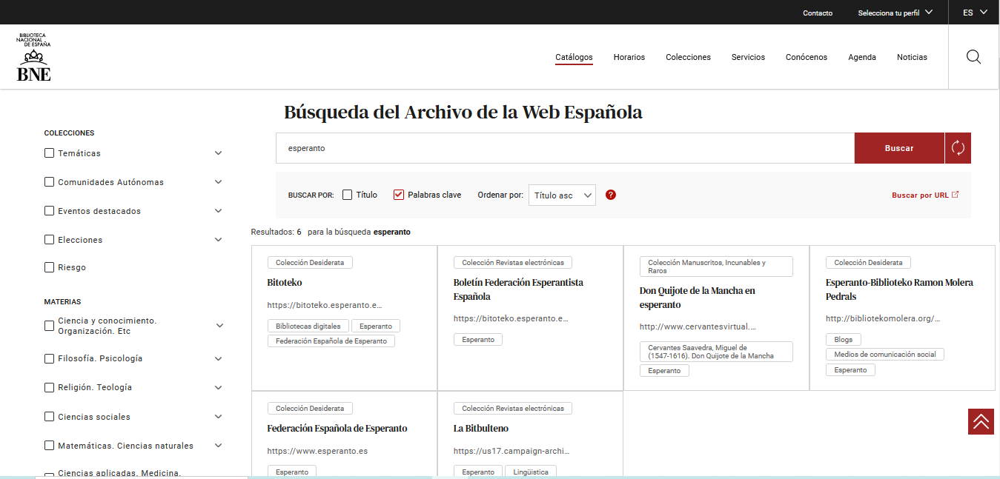 Contacto
Selecciona tu perfil
ES
BIBLIOTECA
NACIONAL
DE ESPAÑA
BNE
Catálogos
Horarios
Colecciones
Servicios
Conócenos
Agenda
Noticias
Búsqueda del Archivo de la Web Española
esperanto
Buscar
BUSCAR POR:
Título
Palabras clave
Ordenar por:
Título asc
?
Buscar por URL
COLECCIONES
Temáticas
Comunidades Autónomas
Eventos destacados
Elecciones
Riesgo
MATERIAS
Ciencia y conocimiento.
Organización. Etc
Filosofía. Psicología
Religión. Teología
Ciencias sociales
Matemáticas. Ciencias naturales
Ciencias aplicadas. Medicina.
Resultados: 6 para la búsqueda esperanto
Colección Desiderata
Bitoteko
https://bitoteko.esperanto.e...
Bibliotecas digitales
Esperanto
Federación Española de Esperanto
Colección Revistas electrónicas
Boletín Federación Esperantista
Española
https://bitoteko.esperanto.e...
Esperanto
Colección Manuscritos, Incunables y
Raros
Don Quijote de la Mancha en
esperanto
http://www.cervantesvirtual....
Cervantes Saavedra, Miguel de
(1547-1616). Don Quijote de la Mancha
Esperanto
Colección Desiderata
Esperanto-Biblioteko Ramon Molera
Pedrals
http://bibliotekomolera.org/...
Blogs
Medios de comunicación social
Esperanto
Colección Desiderata
Federación Española de Esperanto
https://www.esperanto.es
Esperanto
Colección Revistas electrónicas
La Bitbulteno
https://us17.campaign-archi...
Esperanto
Lingüistica